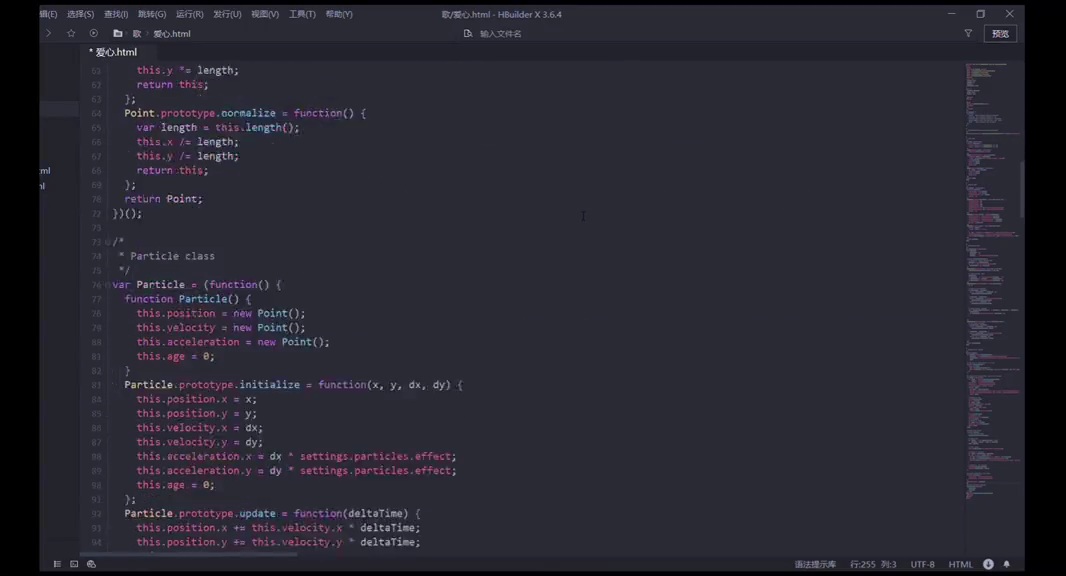 辑(E) 选择(S) 查找(I) 跳转(G) 运行(R) 发行(U) 视图(V) 工具(T) 帮助(Y) 歌/爱心.html - HBuilder X 3.6.4
歌 爱心.html 输入文件名 预览
* 爱心.html
61 this.y *= length;
62 return this;
63 };
64 Point.prototype.normalize = function() {
65 var length = this.length();
66 this.x /= length;
67 this.y /= length;
68 return this;
69 };
70 return Point;
72 })();
73
73 /*
74 * Particle class
75 */
76 var Particle = (function() {
77 function Particle() {
78 this.position = new Point();
79 this.velocity = new Point();
80 this.acceleration = new Point();
81 this.age = 0;
}
81 Particle.prototype.initialize = function(x, y, dx, dy) {
84 this.position.x = x;
85 this.position.y = y;
86 this.velocity.x = dx;
87 this.velocity.y = dy;
88 this.acceleration.x = dx * settings.particles.effect;
89 this.acceleration.y = dy * settings.particles.effect;
90 this.age = 0;
91 };
92 Particle.prototype.update = function(deltaTime) {
93 this.position.x += this.velocity.x * deltaTime;
94 this.position.y += this.velocity.y * deltaTime;
ml
l
语法提示库 行:255 列:3 UTF-8 HTML